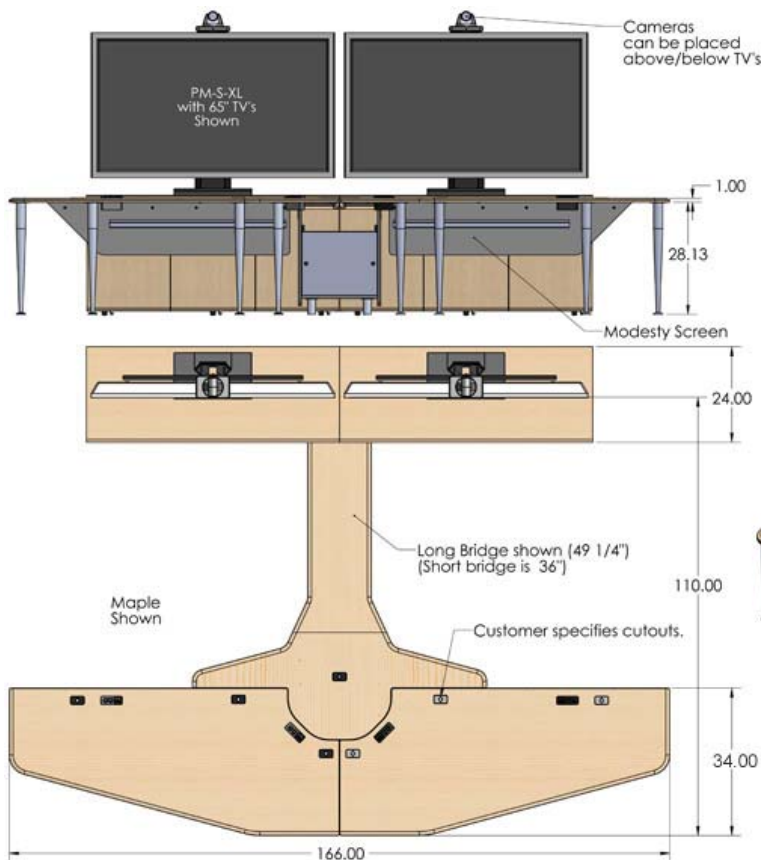 Cameras
can be placed
above/below TV's
PM-S-XL
with 65" TV's
Shown
1.00
28.13
Modesty Screen
24.00
Long Bridge shown (49 1/4")
(Short bridge is 36")
110.00
Maple
Shown
Customer specifies cutouts.
34.00
166.00